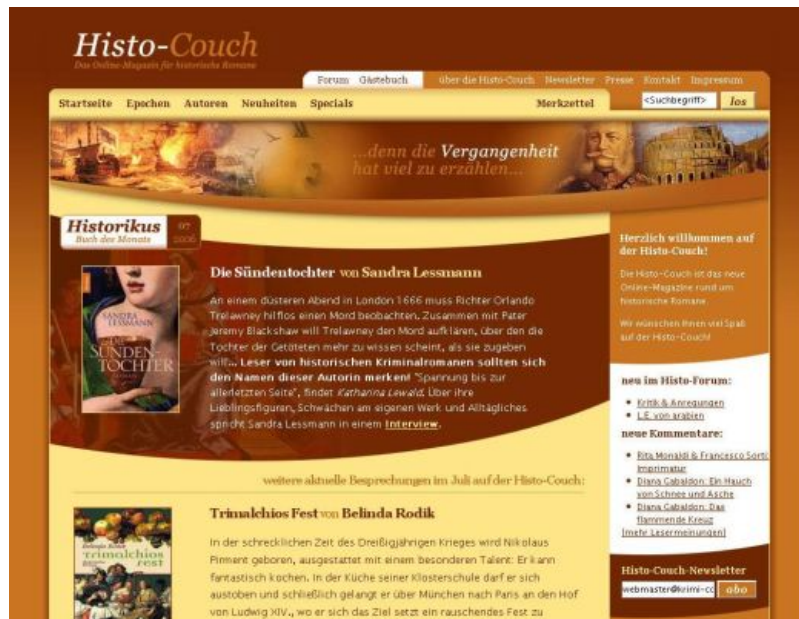 Histo-Couch
Das Online-Magazin für historische Romane
Forum Gästebuch über die Histo-Couch Newsletter Presse Kontakt Impressum
Startseite Epochen Autoren Neuheiten Specials Merkzettel <Suchbegriff> los
...denn die Vergangenheit
hat viel zu erzählen...
Historikus
Buch des Monats
07
2006
SANDRA
LESSMANN
DIE
SÜNDEN-
TOCHTER
Die Sündentochter von Sandra Lessmann
An einem düsteren Abend in London 1666 muss Richter Orlando
Trelawney hilflos einen Mord beobachten. Zusammen mit Pater
Jeremy Blackshaw will Trelawney den Mord aufklären, über den die
Tochter der Getöteten mehr zu wissen scheint, als sie zugeben
will... Leser von historischen Kriminalromanen sollten sich
den Namen dieser Autorin merken! "Spannung bis zur
allerletzten Seite", findet Katharina Lewald. Über ihre
Lieblingsfiguren, Schwächen am eigenen Werk und Alltägliches
spricht Sandra Lessmann in einem Interview.
weitere aktuelle Besprechungen im Juli auf der Histo-Couch:
Belinda Rodik
Trimalchios
Fest
Trimalchios Fest von Belinda Rodik
In der schrecklichen Zeit des Dreißigjährigen Krieges wird Nikolaus
Pirment geboren, ausgestattet mit einem besonderen Talent: Er kann
fantastisch kochen. In der Küche seiner Klosterschule darf er sich
austoben und schließlich gelangt er über München nach Paris an den Hof
von Ludwig XIV., wo er sich das Ziel setzt ein rauschendes Fest zu
Herzlich willkommen auf
der Histo-Couch!
Die Histo-Couch ist das neue
Online-Magazine rund um
historische Romane.
Wir wünschen Ihnen viel Spaß
auf der Histo-Couch!
neu im Histo-Forum:
Kritik & Anregungen
L.E. von arabien
neue Kommentare:
Rita Monaldi & Francesco Sorti:
Imprimatur
Diana Gabaldon: Ein Hauch
von Schnee und Asche
Diana Gabaldon: Das
flammende Kreuz
[mehr Lesermeinungen]
Histo-Couch-Newsletter
webmaster@krimi-cc abo